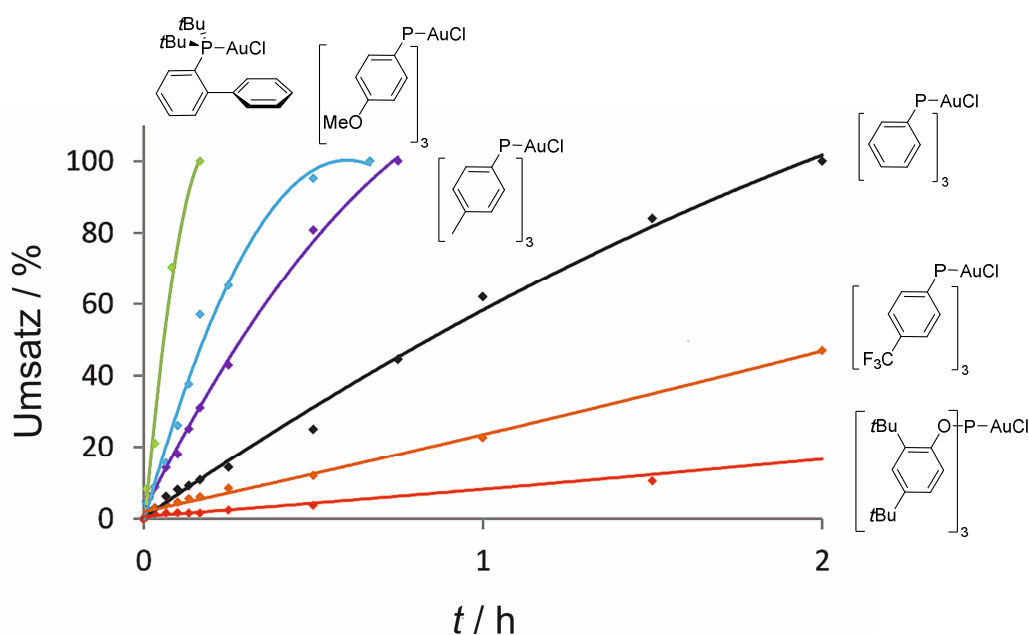 tBu
tBu
P AuCl
P AuCl
MeO
3
P AuCl
3
P AuCl
3
P AuCl
F3C
3
tBu
O P AuCl
tBu
3
Umsatz / %
100
80
60
40
20
0
0 1 2
t / h